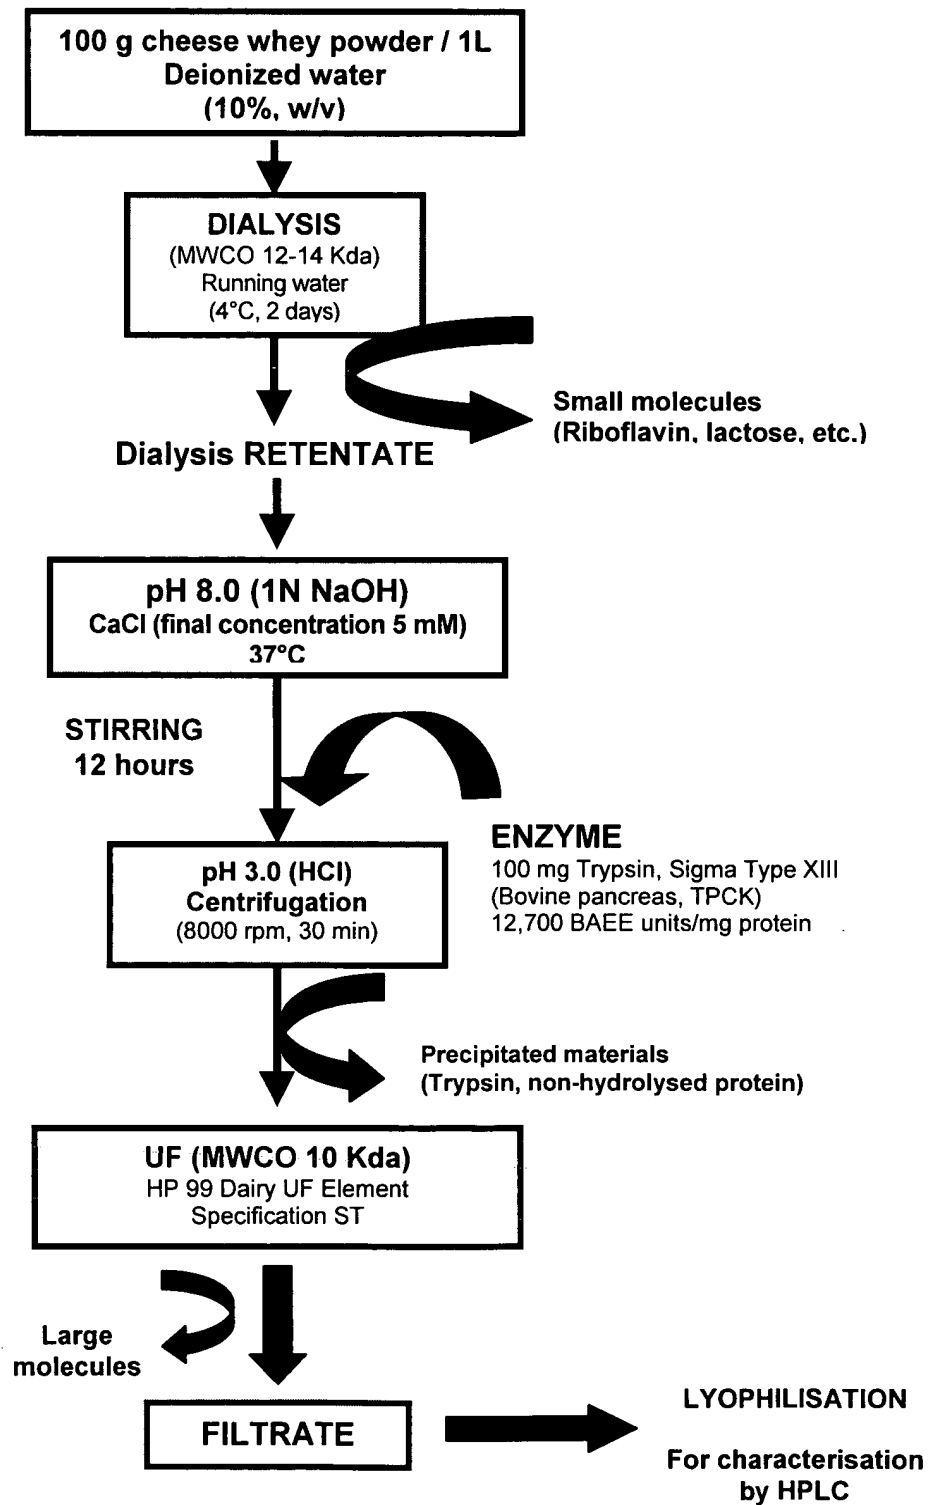 100 g cheese whey powder / 1L
Deionized water
(10%, w/v)
DIALYSIS
(MWCO 12-14 Kda)
Running water
(4°C, 2 days)
Small molecules
(Riboflavin, lactose, etc.)
Dialysis RETENTATE
pH 8.0 (1N NaOH)
CaCl (final concentration 5 mM)
37°C
STIRRING
12 hours
ENZYME
100 mg Trypsin, Sigma Type XIII
(Bovine pancreas, TPCK)
12,700 BAEE units/mg protein
pH 3.0 (HCl)
Centrifugation
(8000 rpm, 30 min)
Precipitated materials
(Trypsin, non-hydrolysed protein)
UF (MWCO 10 Kda)
HP 99 Dairy UF Element
Specification ST
Large
molecules
FILTRATE
LYOPHILISATION
For characterisation
by HPLC